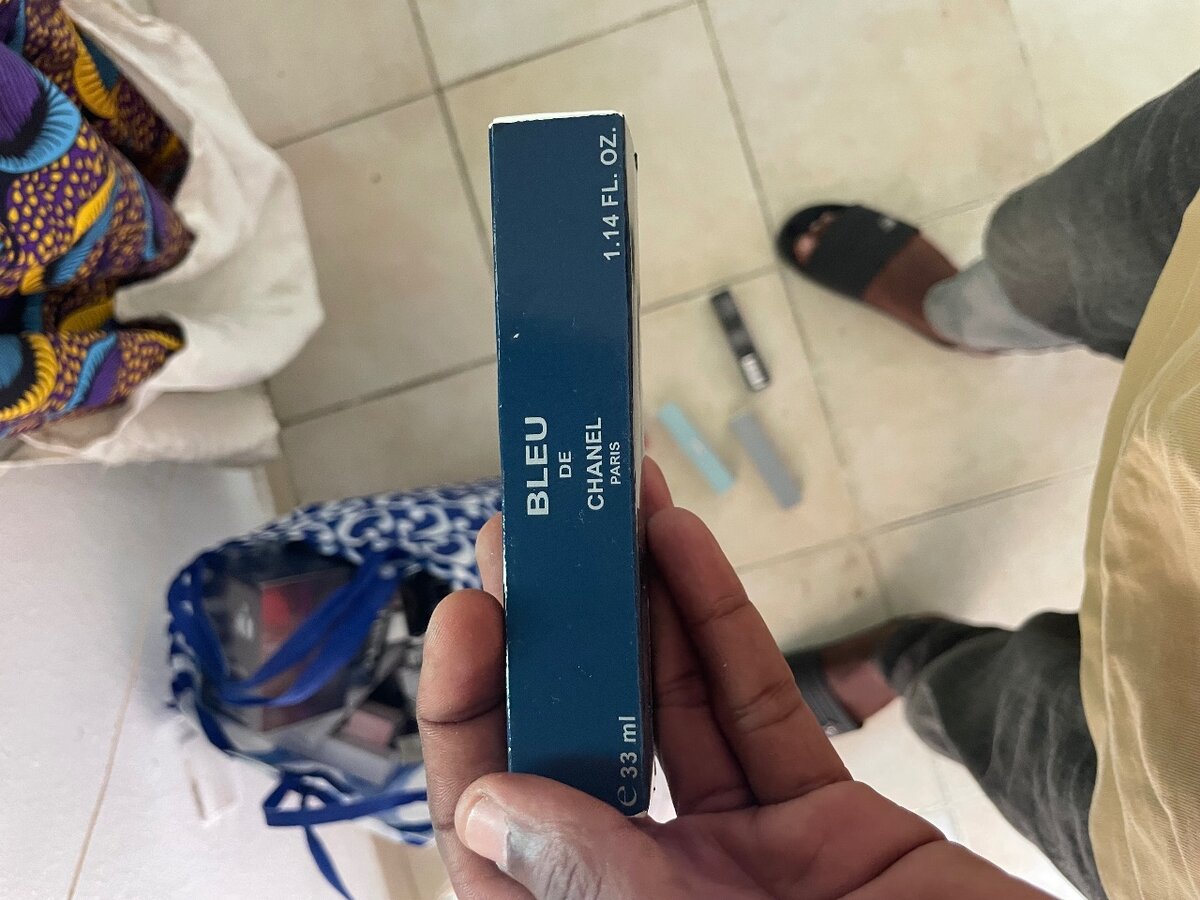 BLEU
DE
CHANEL
PARIS
℮ 33 ml
1.14 FL. OZ.